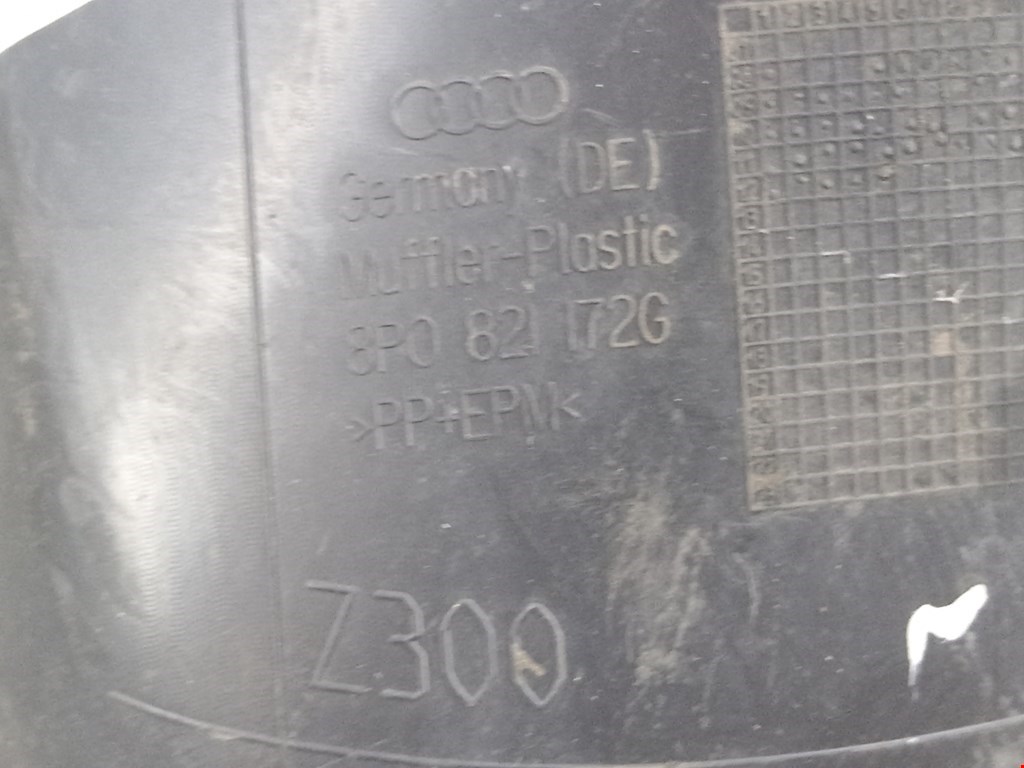 Germany (DE)
Muffler-Plastic
8P0 821 172G
>PP+EPM<
Z300